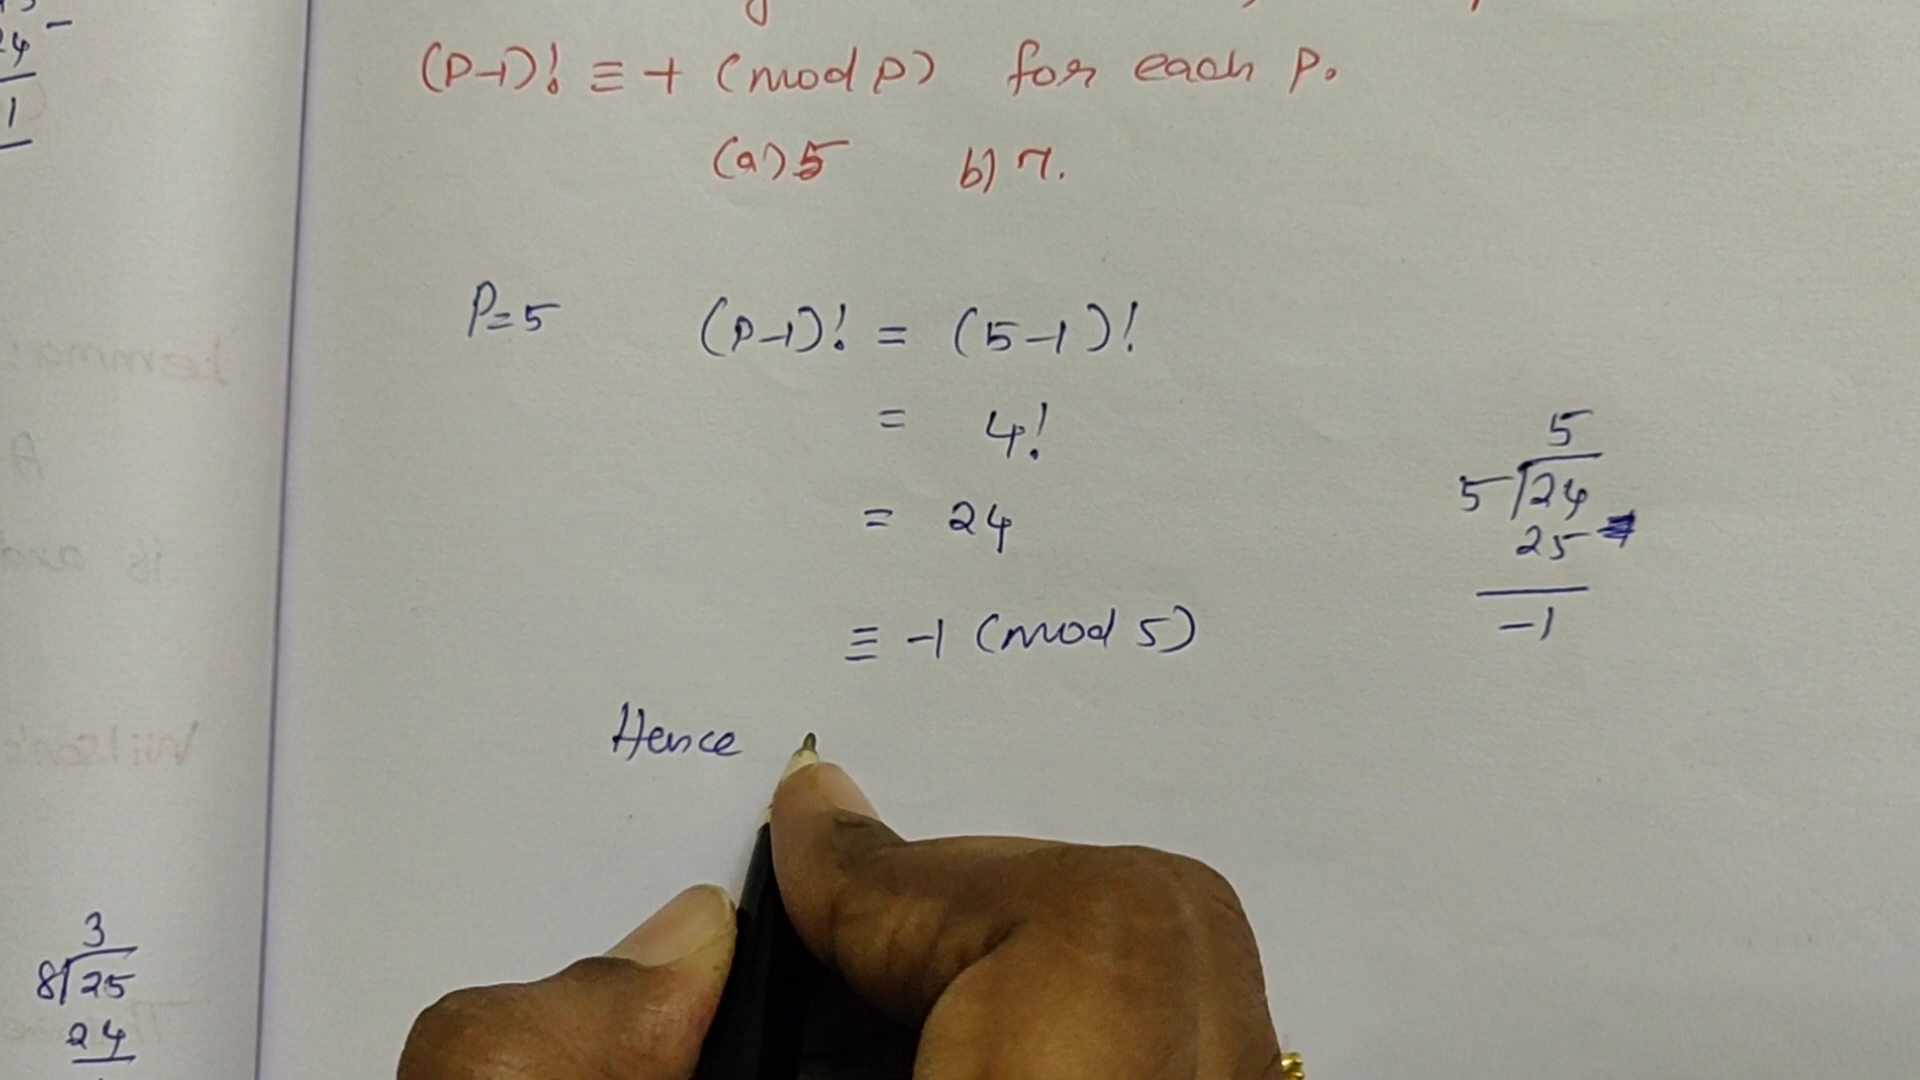 (P-1)! ≡ + (mod p) for each P.
(a) 5 b) 7.
P=5 (P-1)! = (5-1)!
= 4!
= 24
≡ -1 (mod 5)
Hence
5
5 24
25
-1
24 -
1
3
8 25
24